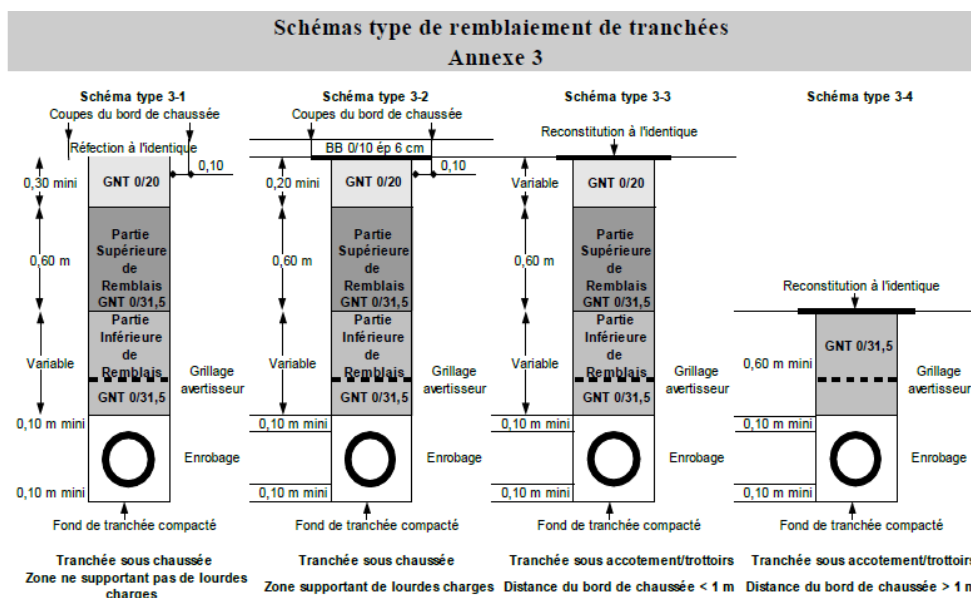 Schémas type de remblaiement de tranchées
Annexe 3
Schéma type 3-1
Coupes du bord de chaussée
Réfection à l'identique
0,10
0,30 mini
GNT 0/20
0,60 m
Partie
Supérieure
de
Remblais
GNT 0/31,5
Variable
Partie
Inférieure
de
Remblais
GNT 0/31,5
Grillage
avertisseur
0,10 m mini
Enrobage
0,10 m mini
Fond de tranchée compacté
Tranchée sous chaussée
Zone ne supportant pas de lourdes
charges
Schéma type 3-2
Coupes du bord de chaussée
BB 0/10 ép 6 cm
0,10
0,20 mini
GNT 0/20
0,60 m
Partie
Supérieure
de
Remblais
GNT 0/31,5
Variable
Partie
Inférieure
de
Remblais
GNT 0/31,5
Grillage
avertisseur
0,10 m mini
Enrobage
0,10 m mini
Fond de tranchée compacté
Tranchée sous chaussée
Zone supportant de lourdes charges
Schéma type 3-3
Reconstitution à l'identique
Variable
GNT 0/20
0,60 m
Partie
Supérieure
de
Remblais
GNT 0/31,5
Variable
Partie
Inférieure
de
Remblais
GNT 0/31,5
Grillage
avertisseur
0,10 m mini
Enrobage
0,10 m mini
Fond de tranchée compacté
Tranchée sous accotement/trottoirs
Distance du bord de chaussée < 1 m
Schéma type 3-4
Reconstitution à l'identique
GNT 0/31,5
0,60 m mini
Grillage
avertisseur
0,10 m mini
Enrobage
0,10 m mini
Fond de tranchée compacté
Tranchée sous accotement/trottoirs
Distance du bord de chaussée > 1 m